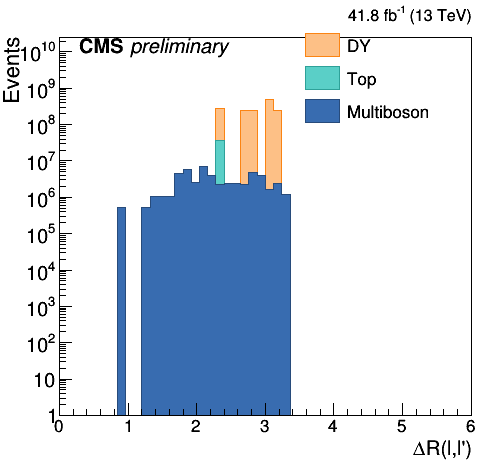 41.8 fb⁻¹ (13 TeV)
CMS preliminary
DY
Top
Multiboson
Events
10¹⁰
10⁹
10⁸
10⁷
10⁶
10⁵
10⁴
10³
10²
10
1
0 1 2 3 4 5 6
ΔR(l,l')